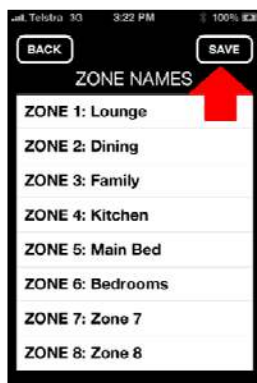 Telstra 3G 3:22 PM 100%
BACK SAVE
ZONE NAMES
ZONE 1: Lounge
ZONE 2: Dining
ZONE 3: Family
ZONE 4: Kitchen
ZONE 5: Main Bed
ZONE 6: Bedrooms
ZONE 7: Zone 7
ZONE 8: Zone 8